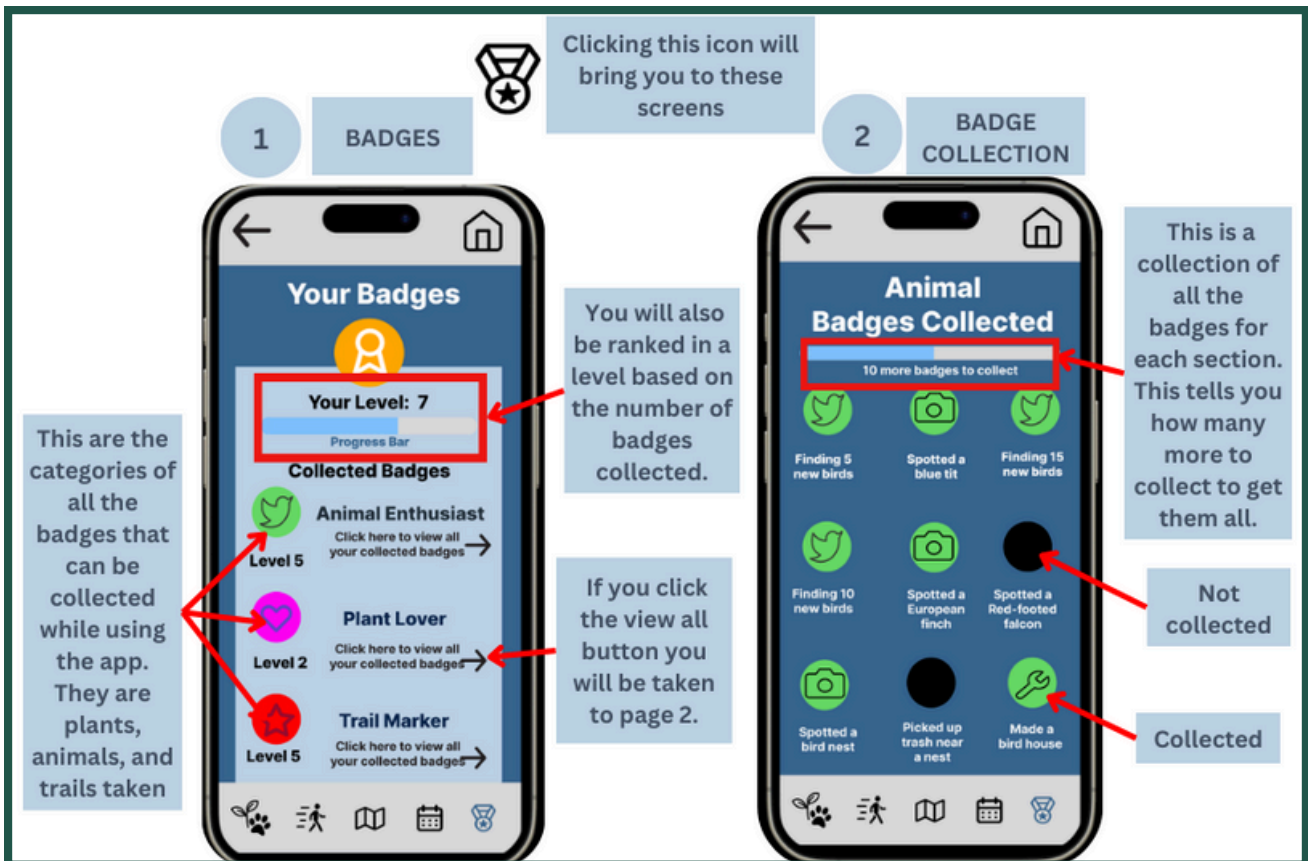 Clicking this icon will
bring you to these
screens
1
BADGES
2
BADGE
COLLECTION
Your Badges
Your Level: 7
Progress Bar
Collected Badges
Animal Enthusiast
Click here to view all
your collected badges
Level 5
Plant Lover
Click here to view all
your collected badges
Level 2
Trail Marker
Click here to view all
your collected badges
Level 5
This are the
categories of
all the
badges that
can be
collected
while using
the app.
They are
plants,
animals, and
trails taken
You will also
be ranked in a
level based on
the number of
badges
collected.
If you click
the view all
button you
will be taken
to page 2.
Animal
Badges Collected
10 more badges to collect
Finding 5
new birds
Spotted a
blue tit
Finding 15
new birds
Finding 10
new birds
Spotted a
European
finch
Spotted a
Red-footed
falcon
Spotted a
bird nest
Picked up
trash near
a nest
Made a
bird house
This is a
collection of
all the
badges for
each section.
This tells you
how many
more to
collect to get
them all.
Not
collected
Collected